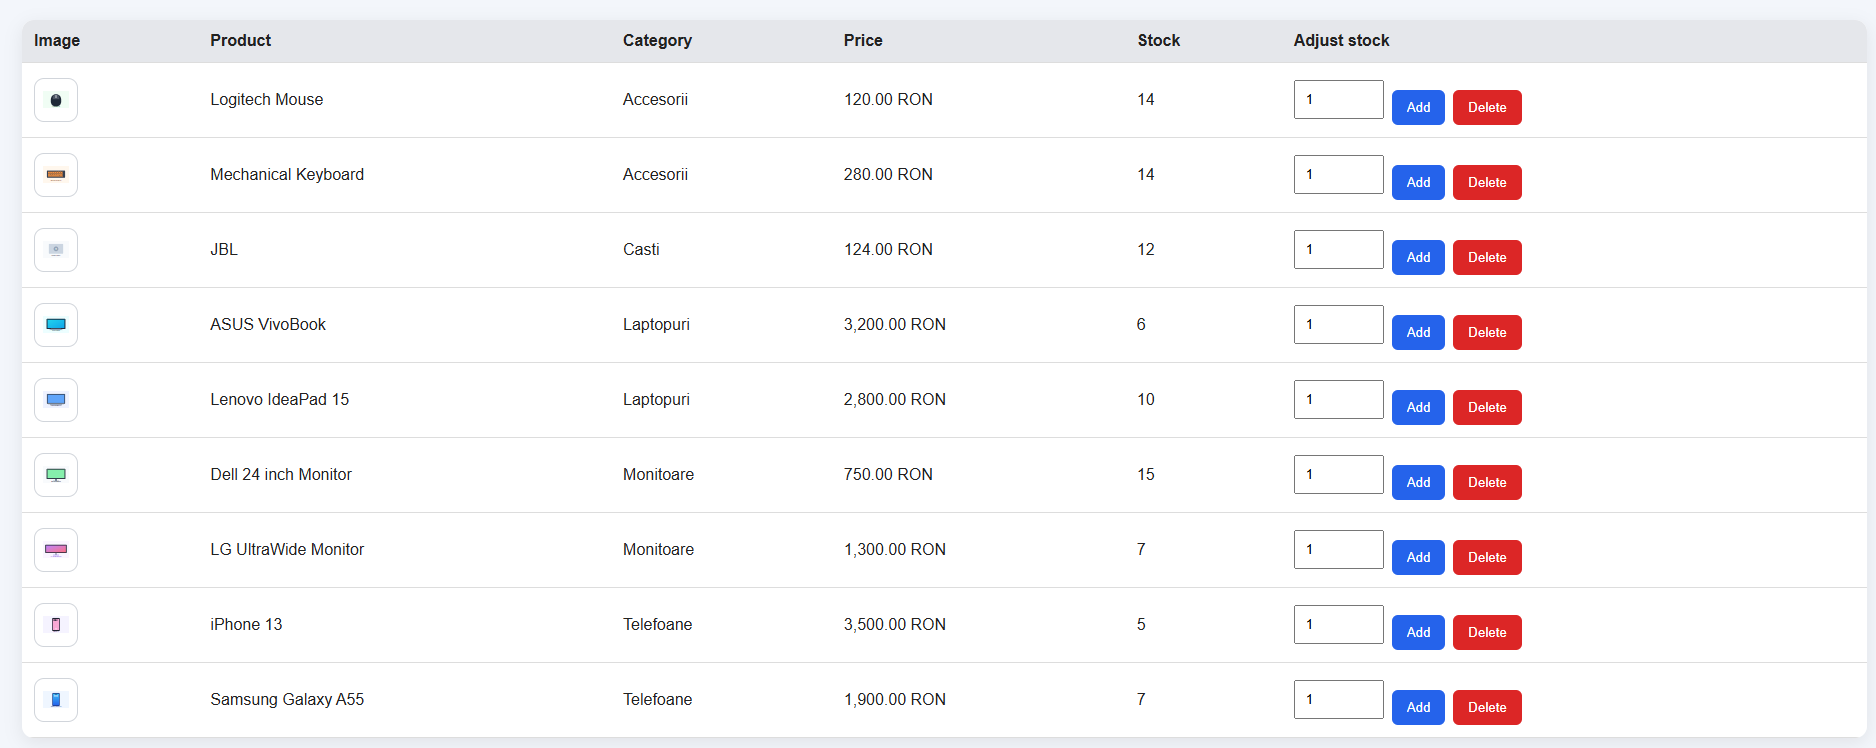 Image Product Category Price Stock Adjust stock
Logitech Mouse Accesorii 120.00 RON 14 1 Add Delete
Mechanical Keyboard Accesorii 280.00 RON 14 1 Add Delete
JBL Casti 124.00 RON 12 1 Add Delete
ASUS VivoBook Laptopuri 3,200.00 RON 6 1 Add Delete
Lenovo IdeaPad 15 Laptopuri 2,800.00 RON 10 1 Add Delete
Dell 24 inch Monitor Monitoare 750.00 RON 15 1 Add Delete
LG UltraWide Monitor Monitoare 1,300.00 RON 7 1 Add Delete
iPhone 13 Telefoane 3,500.00 RON 5 1 Add Delete
Samsung Galaxy A55 Telefoane 1,900.00 RON 7 1 Add Delete